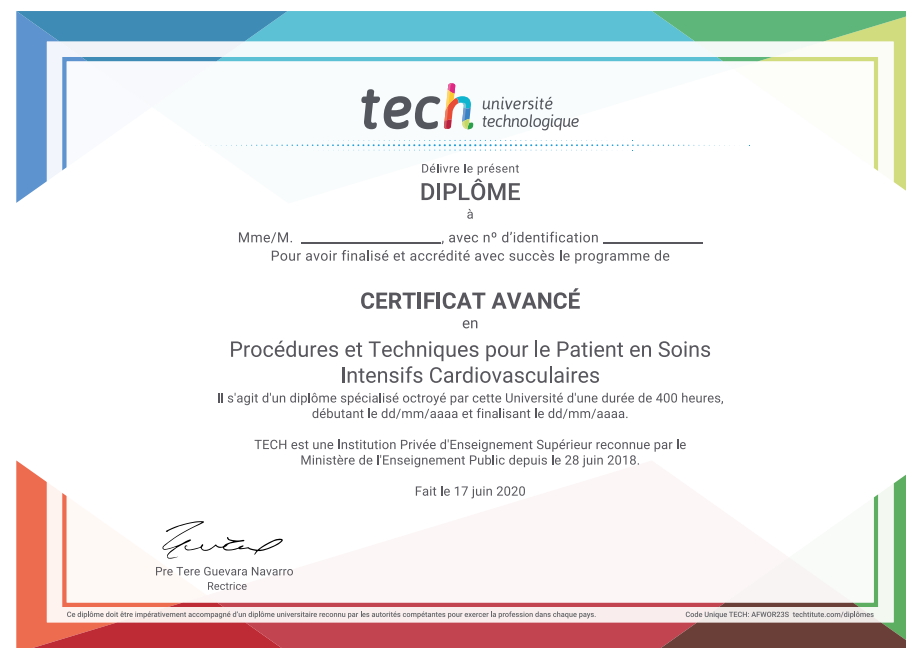 tech université
technologique
Délivre le présent
DIPLÔME
à
Mme/M. ____________________, avec nº d'identification ______________
Pour avoir finalisé et accrédité avec succès le programme de
CERTIFICAT AVANCÉ
en
Procédures et Techniques pour le Patient en Soins
Intensifs Cardiovasculaires
Il s'agit d'un diplôme spécialisé octroyé par cette Université d'une durée de 400 heures,
débutant le dd/mm/aaaa et finalisant le dd/mm/aaaa.
TECH est une Institution Privée d'Enseignement Supérieur reconnue par le
Ministère de l'Enseignement Public depuis le 28 juin 2018.
Fait le 17 juin 2020
Pre Tere Guevara Navarro
Rectrice
Ce diplôme doit être impérativement accompagné d'un diplôme universitaire reconnu par les autorités compétantes pour exercer la profession dans chaque pays.
Code Unique TECH: AFWOR23S techtitute.com/diplômes